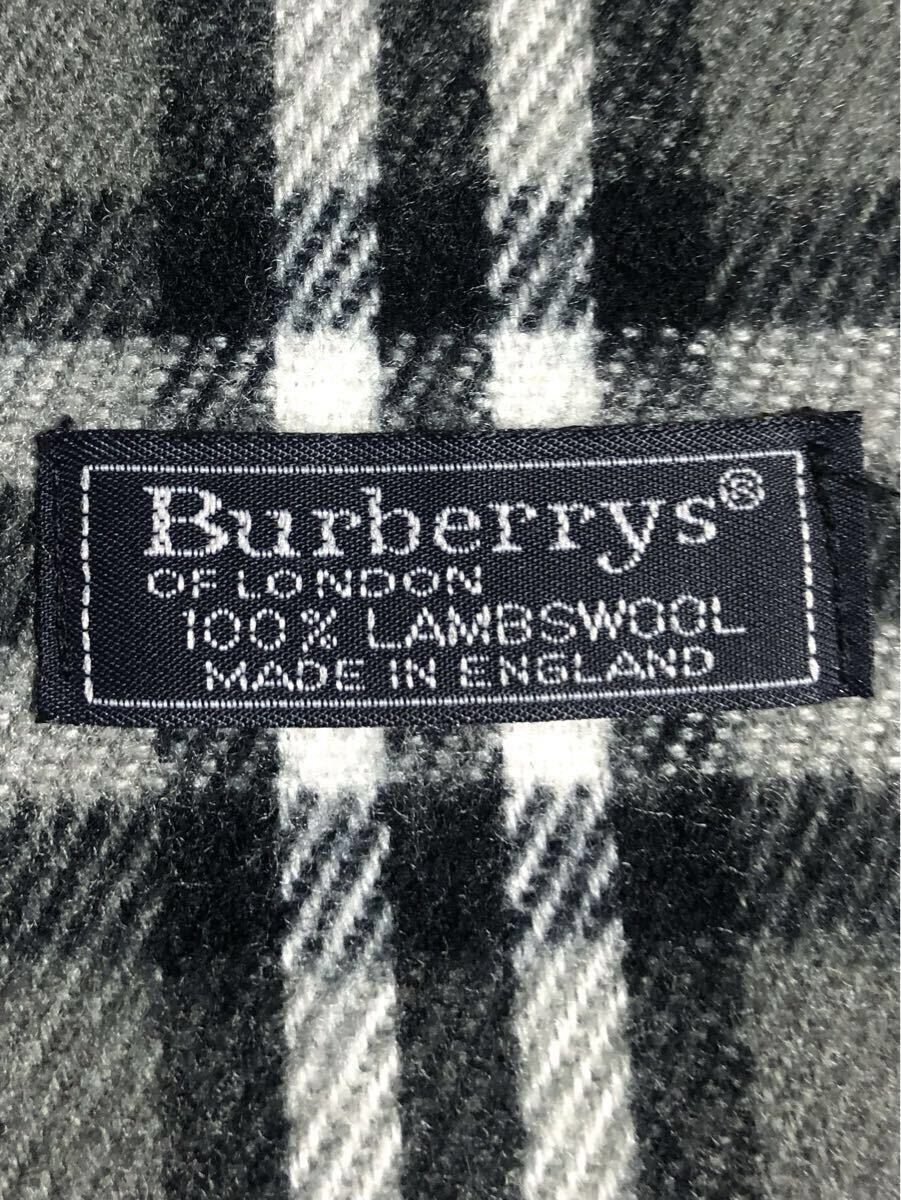 Burberrys®
OF LONDON
100% LAMBSWOOL
MADE IN ENGLAND